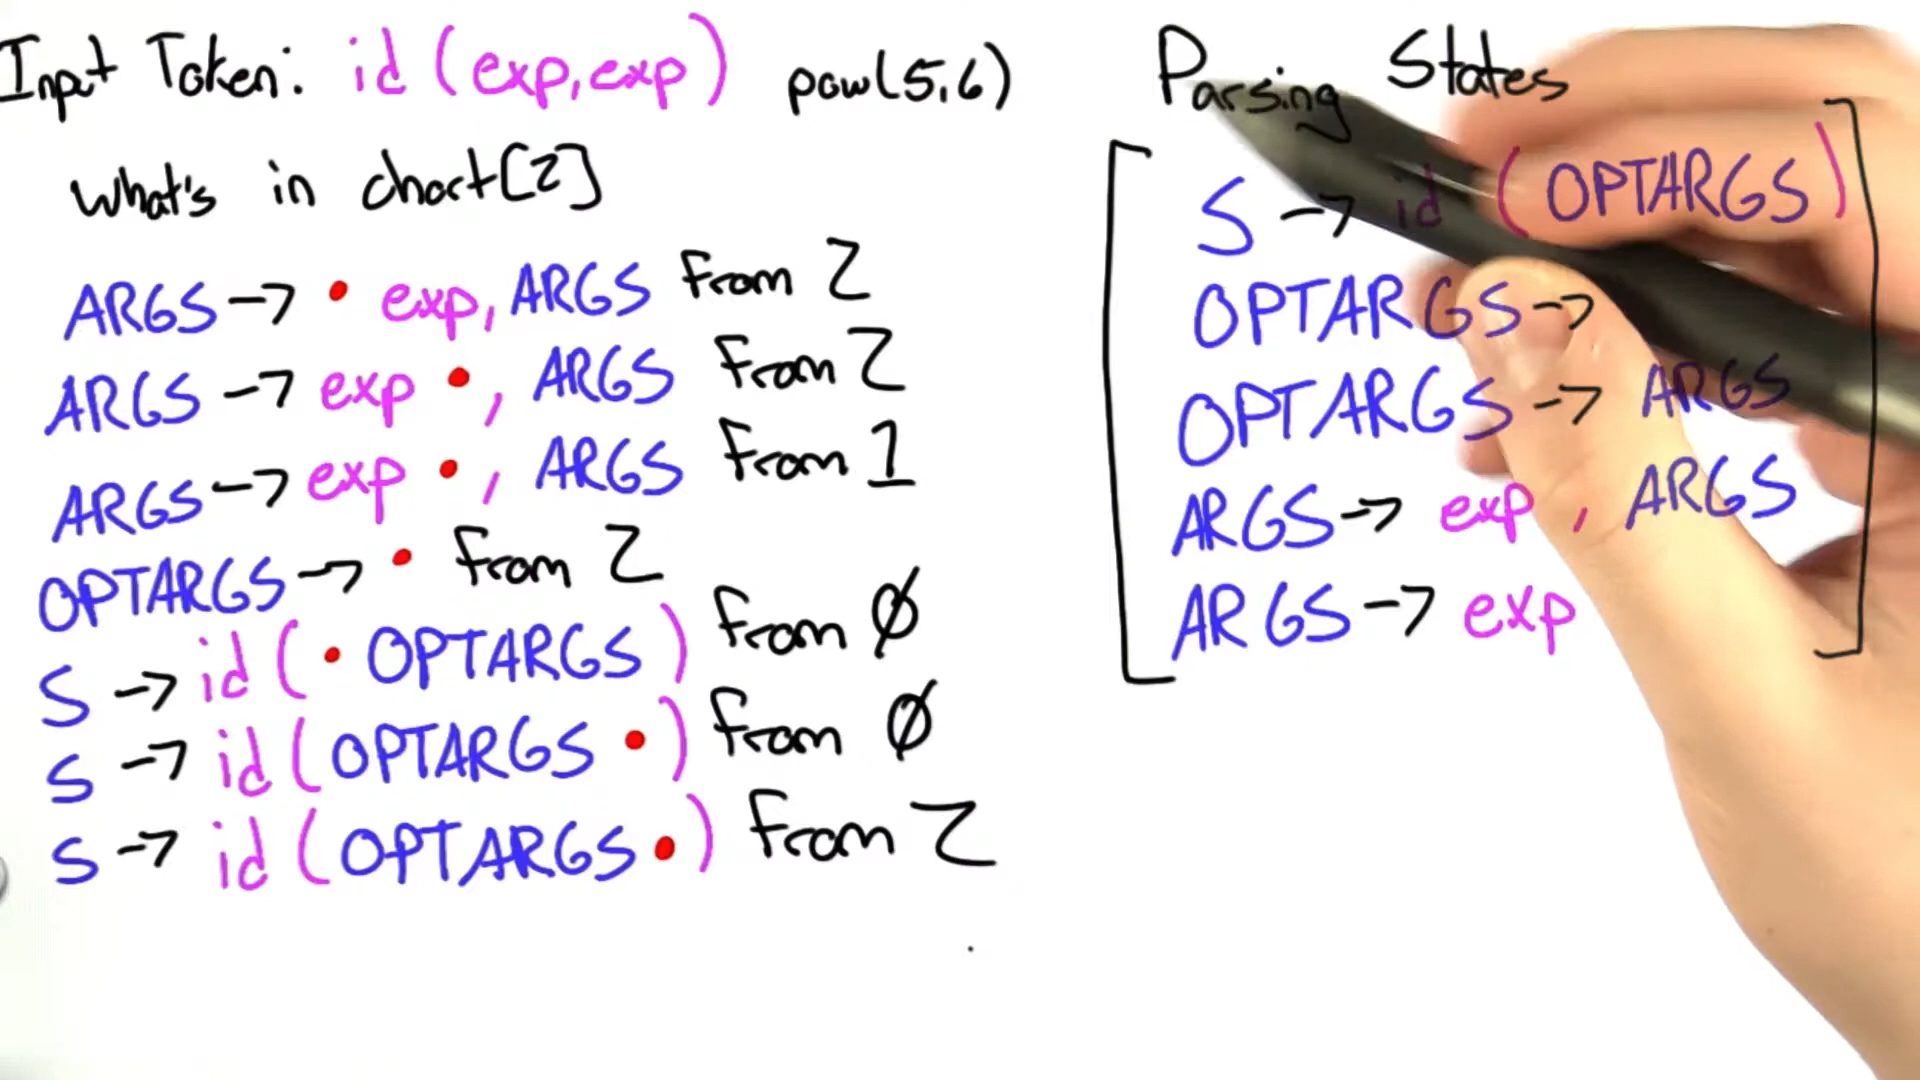 Input Token: id (exp,exp) pow(5,6)
What's in chart[2]
ARGS → • exp, ARGS From 2
ARGS → exp • , ARGS From 2
ARGS → exp • , ARGS From 1
OPTARGS → • From 2
S → id ( • OPTARGS ) From Ø
S → id ( OPTARGS • ) From Ø
S → id ( OPTARGS • ) From 2
Parsing States
S → id ( OPTARGS )
OPTARGS →
OPTARGS → ARGS
ARGS → exp , ARGS
ARGS → exp